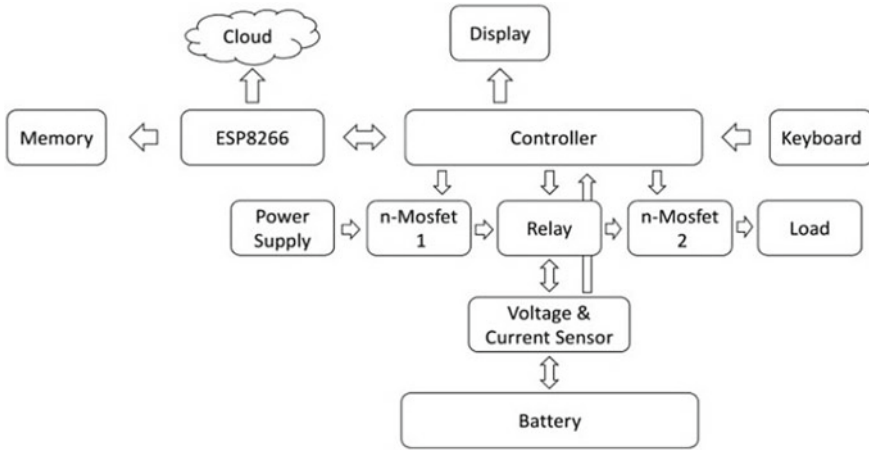 Cloud
Display
Memory
ESP8266
Controller
Keyboard
Power
Supply
n-Mosfet
1
Relay
n-Mosfet
2
Load
Voltage &
Current Sensor
Battery